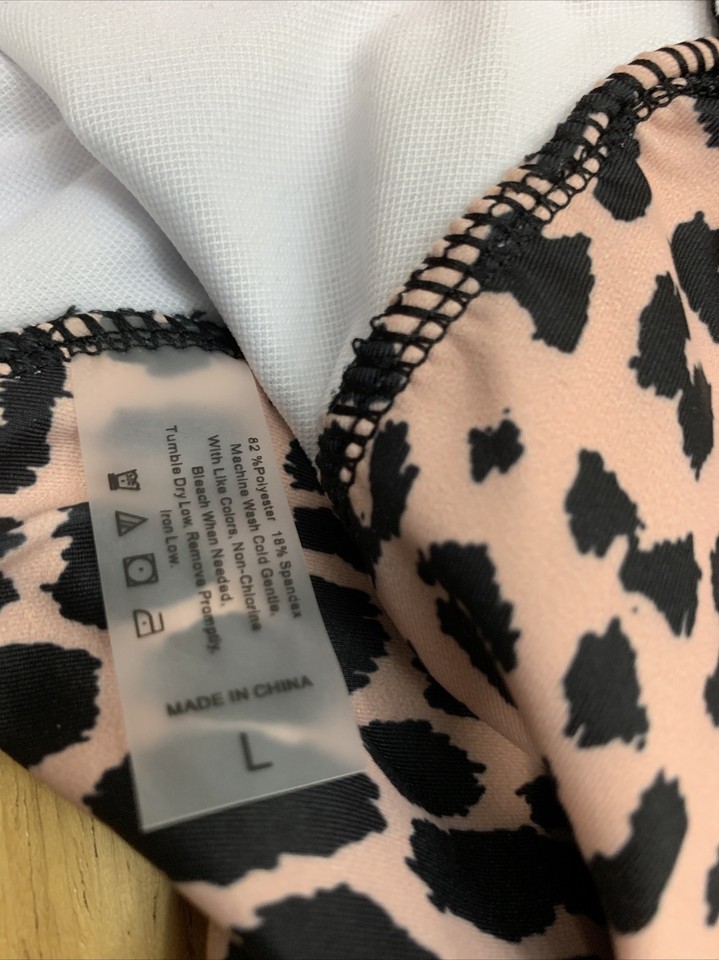 82 %Polyester 18% Spandex
Machine Wash Cold Gentle.
With Like Colors, Non-Chlorine
Bleach When Needed.
Tumble Dry Low. Remove Promply.
Iron Low.
MADE IN CHINA
L